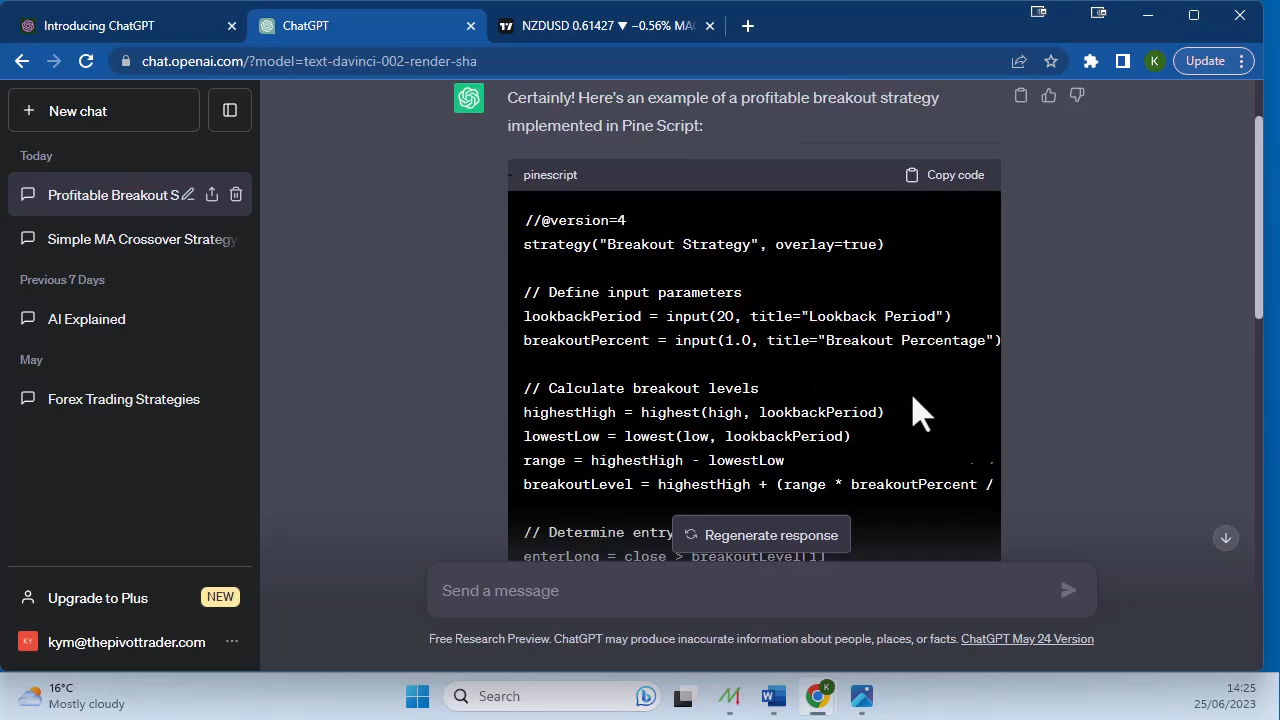 Introducing ChatGPT
ChatGPT
NZDUSD 0.61427 ▼ −0.56%
chat.openai.com/?model=text-davinci-002-render-sha
K
Update
New chat
Today
Profitable Breakout S
Simple MA Crossover Strategy
Previous 7 Days
AI Explained
May
Forex Trading Strategies
Upgrade to Plus
NEW
KY
kym@thepivottrader.com
Certainly! Here's an example of a profitable breakout strategy
implemented in Pine Script:
pinescript
Copy code
//@version=4
strategy("Breakout Strategy", overlay=true)
// Define input parameters
lookbackPeriod = input(20, title="Lookback Period")
breakoutPercent = input(1.0, title="Breakout Percentage")
// Calculate breakout levels
highestHigh = highest(high, lookbackPeriod)
lowestLow = lowest(low, lookbackPeriod)
range = highestHigh - lowestLow
breakoutLevel = highestHigh + (range * breakoutPercent /
// Determine entry
enterLong = close > breakoutLevel[1]
Regenerate response
Send a message
Free Research Preview. ChatGPT may produce inaccurate information about people, places, or facts. ChatGPT May 24 Version
16°C
Mostly cloudy
Search
K
14:25
25/06/2023